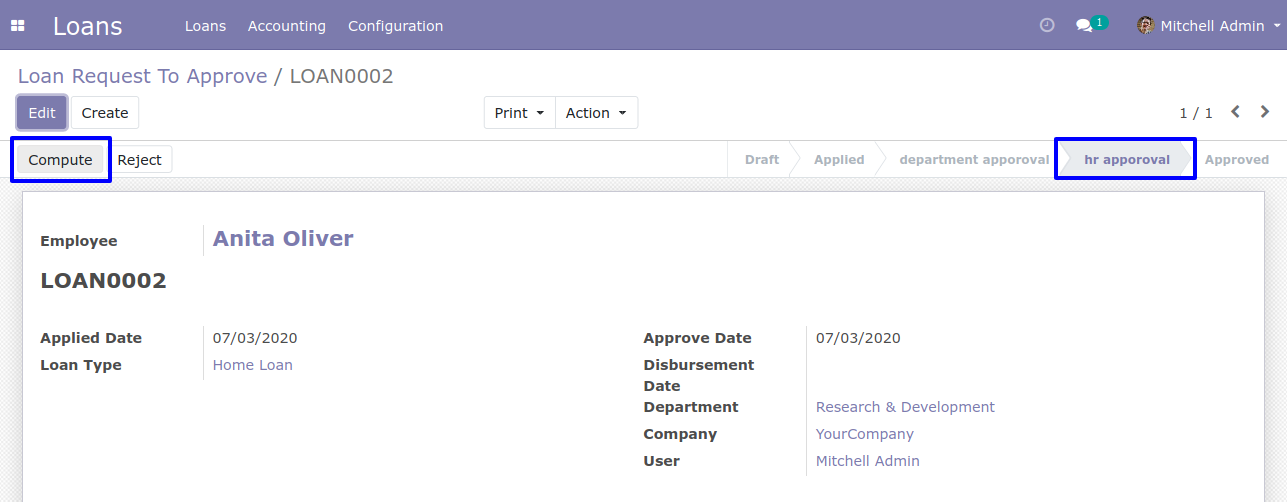 Loans Loans Accounting Configuration 1 Mitchell Admin
Loan Request To Approve / LOAN0002
Edit Create Print Action 1 / 1
Compute Reject Draft Applied department apporoval hr apporoval Approved
Employee Anita Oliver
LOAN0002
Applied Date 07/03/2020 Approve Date 07/03/2020
Loan Type Home Loan Disbursement
Date
Department Research & Development
Company YourCompany
User Mitchell Admin